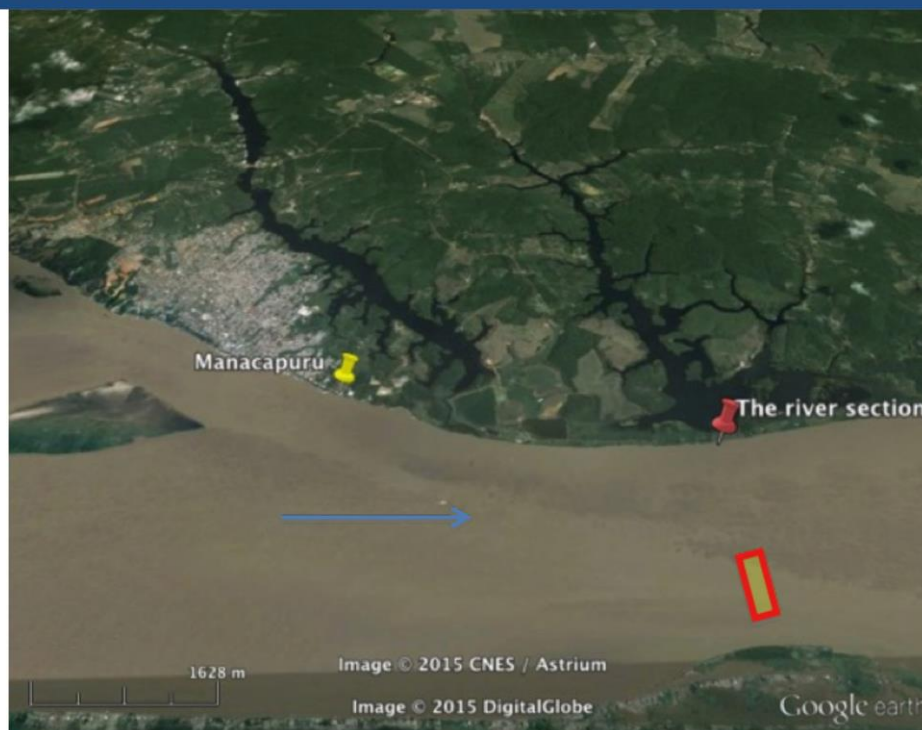 Manacapuru
The river section
1628 m
Image © 2015 CNES / Astrium
Image © 2015 DigitalGlobe
Google earth